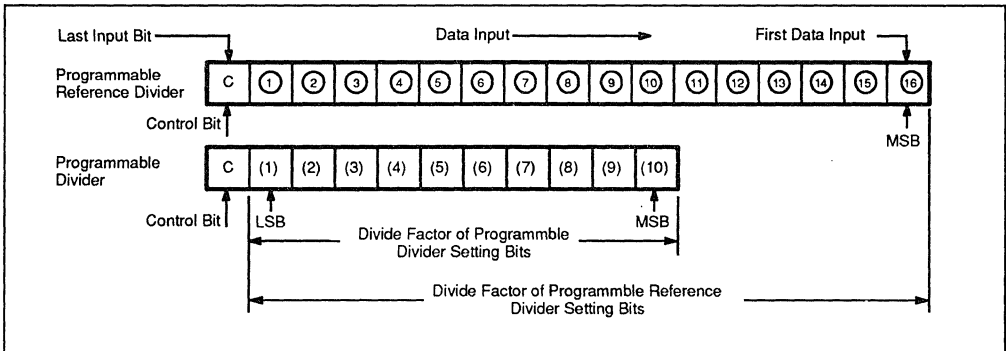 Last Input Bit
Data Input
First Data Input
Programmable
Reference Divider
C ① ② ③ ④ ⑤ ⑥ ⑦ ⑧ ⑨ ⑩ ⑪ ⑫ ⑬ ⑭ ⑮ ⑯
Control Bit
MSB
Programmable
Divider
C (1) (2) (3) (4) (5) (6) (7) (8) (9) (10)
Control Bit
LSB
MSB
Divide Factor of Programmble
Divider Setting Bits
Divide Factor of Programmble Reference
Divider Setting Bits